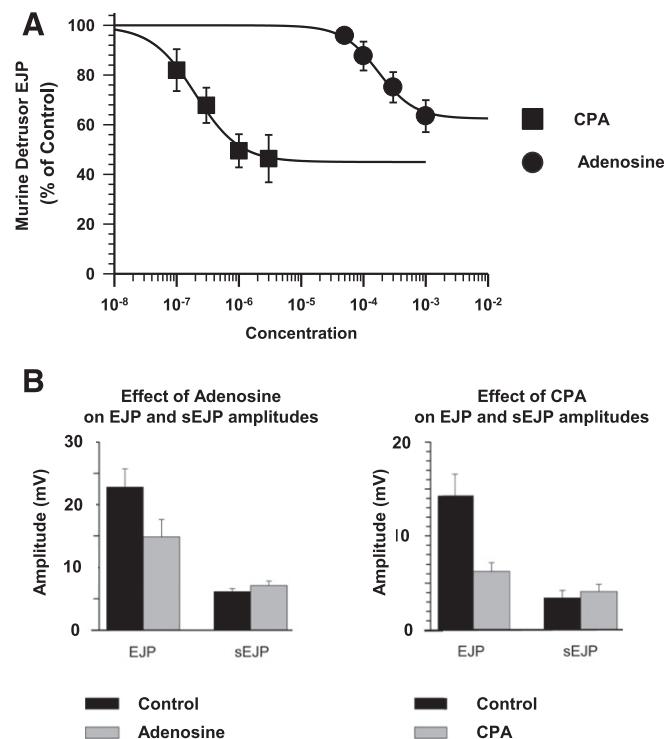 A
Murine Detrusor EJP
(% of Control)
100
80
60
40
20
0
10-8
10-7
10-6
10-5
10-4
10-3
10-2
Concentration
CPA
Adenosine
B
Effect of Adenosine
on EJP and sEJP amplitudes
Amplitude (mV)
30
20
10
0
EJP
sEJP
Control
Adenosine
Effect of CPA
on EJP and sEJP amplitudes
Amplitude (mV)
20
10
0
EJP
sEJP
Control
CPA